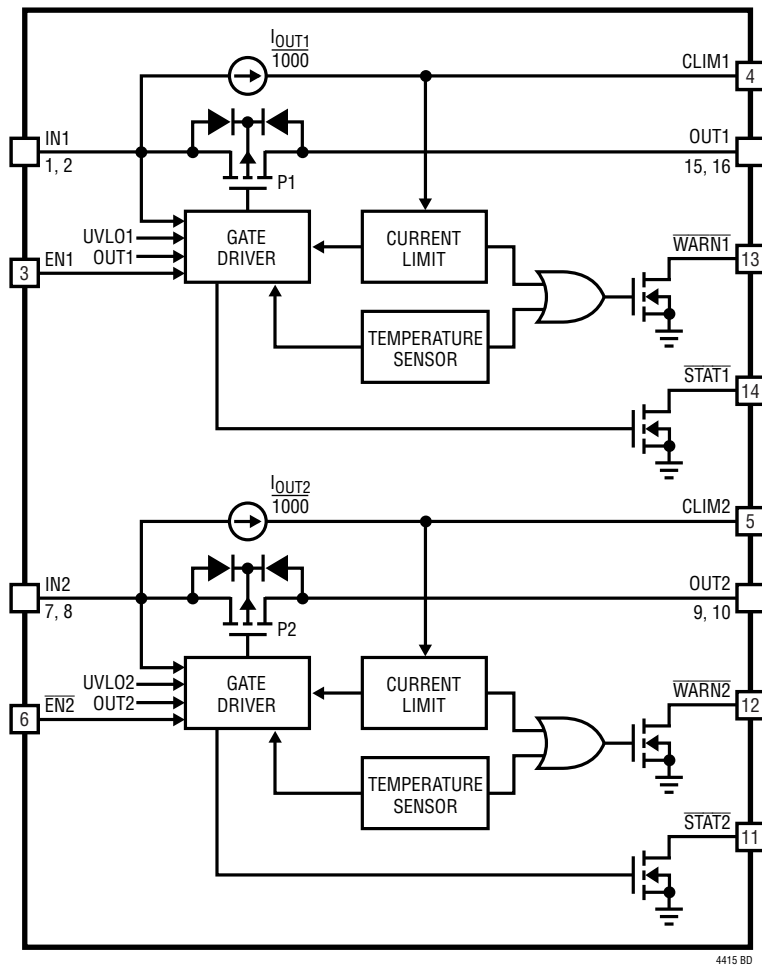 IOUT1
1000
CLIM1
4
IN1
1, 2
P1
OUT1
15, 16
UVLO1
OUT1
EN1
3
GATE
DRIVER
CURRENT
LIMIT
WARN1
13
TEMPERATURE
SENSOR
STAT1
14
IOUT2
1000
CLIM2
5
IN2
7, 8
P2
OUT2
9, 10
UVLO2
OUT2
EN2
6
GATE
DRIVER
CURRENT
LIMIT
WARN2
12
TEMPERATURE
SENSOR
STAT2
11
4415 BD